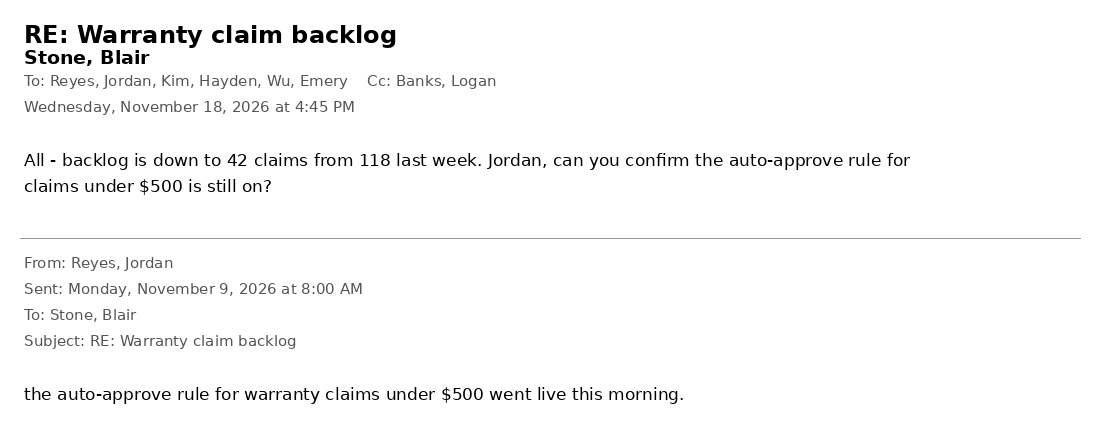 RE: Warranty claim backlog
Stone, Blair
To: Reyes, Jordan, Kim, Hayden, Wu, Emery Cc: Banks, Logan
Wednesday, November 18, 2026 at 4:45 PM
All - backlog is down to 42 claims from 118 last week. Jordan, can you confirm the auto-approve rule for
claims under $500 is still on?
From: Reyes, Jordan
Sent: Monday, November 9, 2026 at 8:00 AM
To: Stone, Blair
Subject: RE: Warranty claim backlog
the auto-approve rule for warranty claims under $500 went live this morning.